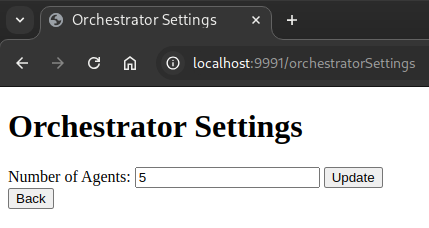 Orchestrator Settings
localhost:9991/orchestratorSettings
Orchestrator Settings
Number of Agents: 5 Update
Back